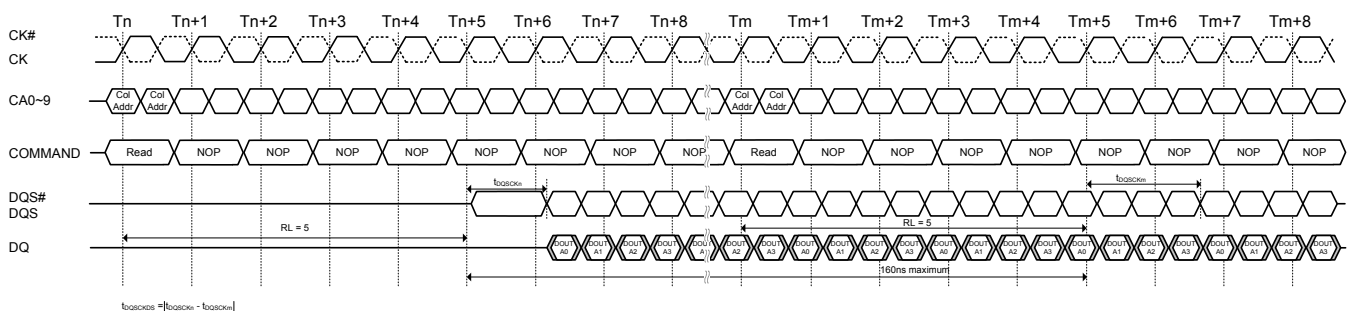 Tn Tn+1 Tn+2 Tn+3 Tn+4 Tn+5 Tn+6 Tn+7 Tn+8 Tm Tm+1 Tm+2 Tm+3 Tm+4 Tm+5 Tm+6 Tm+7 Tm+8
CK#
CK
CA0~9 Col Addr Col Addr Col Addr Col Addr
COMMAND Read NOP NOP NOP NOP NOP NOP NOP NOP Read NOP NOP NOP NOP NOP NOP NOP NOP
tDQSCKn tDQSCKm
DQS#
DQS
RL = 5 RL = 5
DQ DOUT A0 DOUT A1 DOUT A2 DOUT A3 DOUT A0 DOUT A1 DOUT A2 DOUT A3 DOUT A0 DOUT A1 DOUT A2 DOUT A3 DOUT A0 DOUT A1 DOUT A2 DOUT A3
160ns maximum
tDQSCKDS =|tDQSCKn - tDQSCKm|